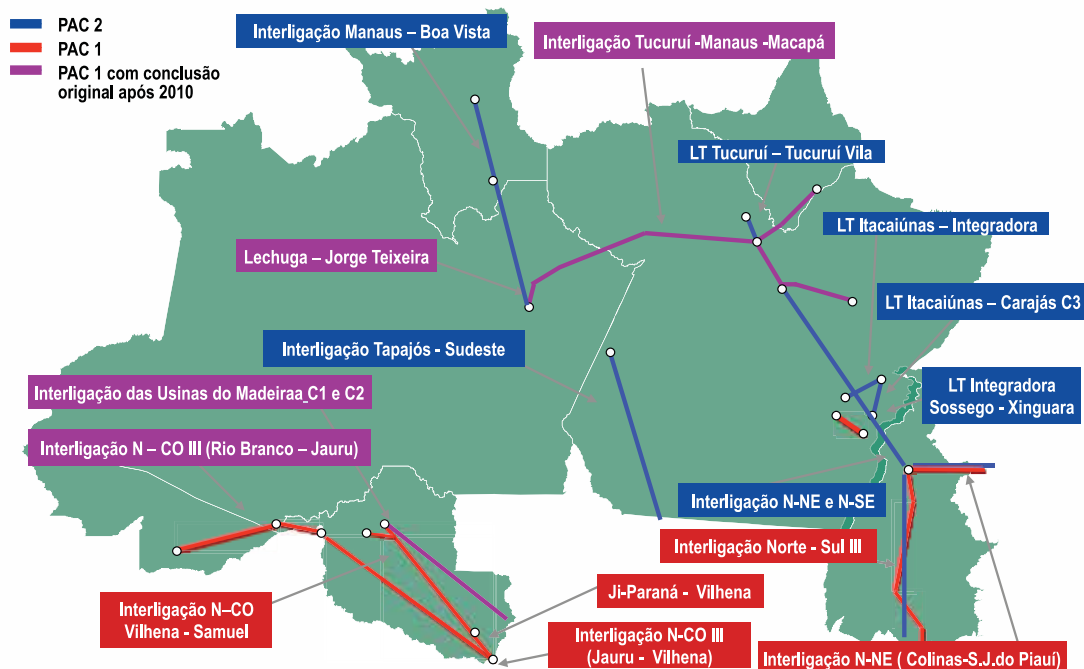 PAC 2
PAC 1
PAC 1 com conclusão
original após 2010
Interligação Manaus – Boa Vista
Interligação Tucuruí -Manaus -Macapá
LT Tucuruí – Tucuruí Vila
LT Itacaiúnas – Integradora
Lechuga – Jorge Teixeira
LT Itacaiúnas – Carajás C3
Interligação Tapajós - Sudeste
Interligação das Usinas do Madeiraa_C1 e C2
LT Integradora
Sossego - Xinguara
Interligação N – CO III (Rio Branco – Jauru)
Interligação N-NE e N-SE
Interligação Norte - Sul III
Interligação N–CO
Vilhena - Samuel
Ji-Paraná - Vilhena
Interligação N-CO III
(Jauru - Vilhena)
Interligação N-NE ( Colinas-S.J.do Piauí)